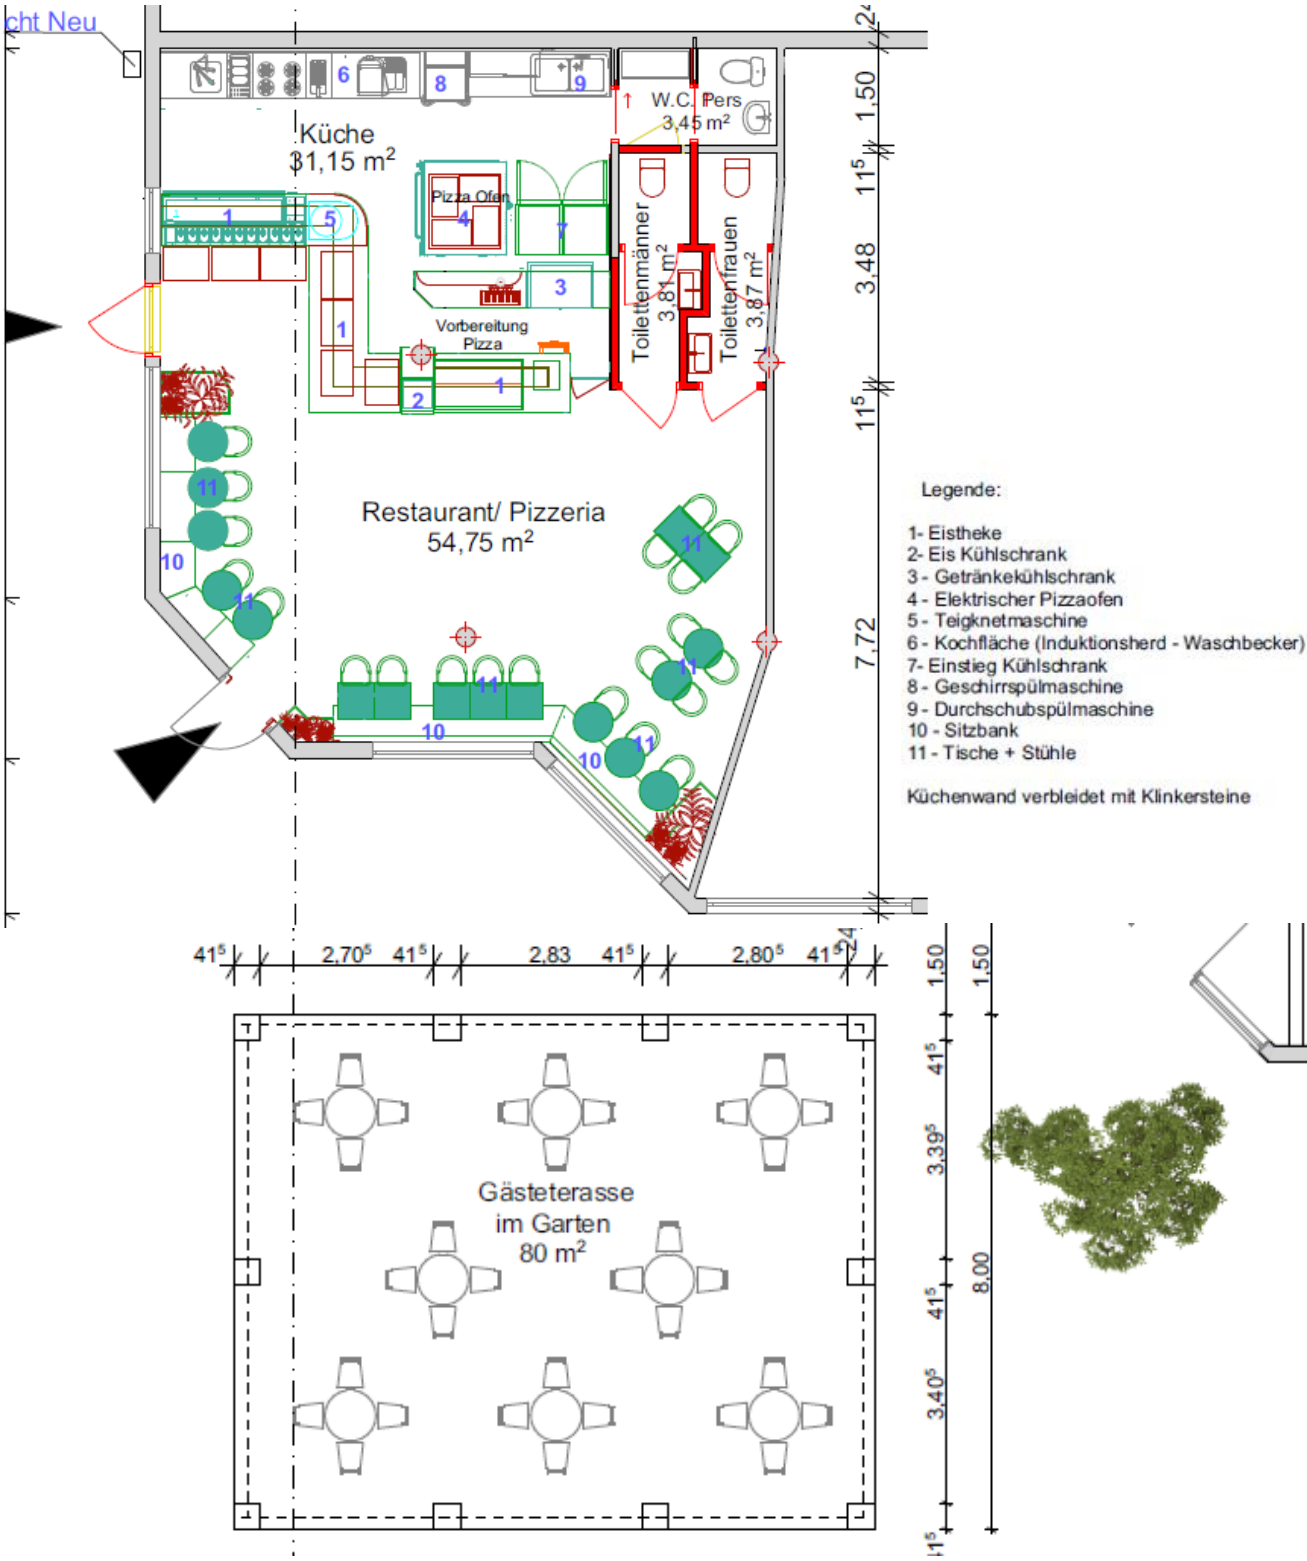 cht Neu
24
6
8
9
W.C. Pers
3,45 m²
1,50
Küche
31,15 m²
11⁵
Pizza Ofen
1
5
4
7
Toilettenmänner
3,81 m²
Toilettenfrauen
3,87 m²
3,48
3
1
Vorbereitung
Pizza
2
1
11⁵
11
Restaurant/ Pizzeria
54,75 m²
11
10
11
7,72
11
11
10
10
11
Legende:
1- Eistheke
2- Eis Kühlschrank
3 - Getränkekühlschrank
4 - Elektrischer Pizzaofen
5 - Teigknetmaschine
6 - Kochfläche (Induktionsherd - Waschbecker)
7- Einstieg Kühlschrank
8 - Geschirrspülmaschine
9 - Durchschubspülmaschine
10 - Sitzbank
11 - Tische + Stühle
Küchenwand verbleidet mit Klinkersteine
41⁵ 2,70⁵ 41⁵ 2,83 41⁵ 2,80⁵ 41⁵ 24
1,50 1,50
41⁵
3,39⁵
Gästeterasse
im Garten
80 m²
8,00
41⁵
3,40⁵
41⁵